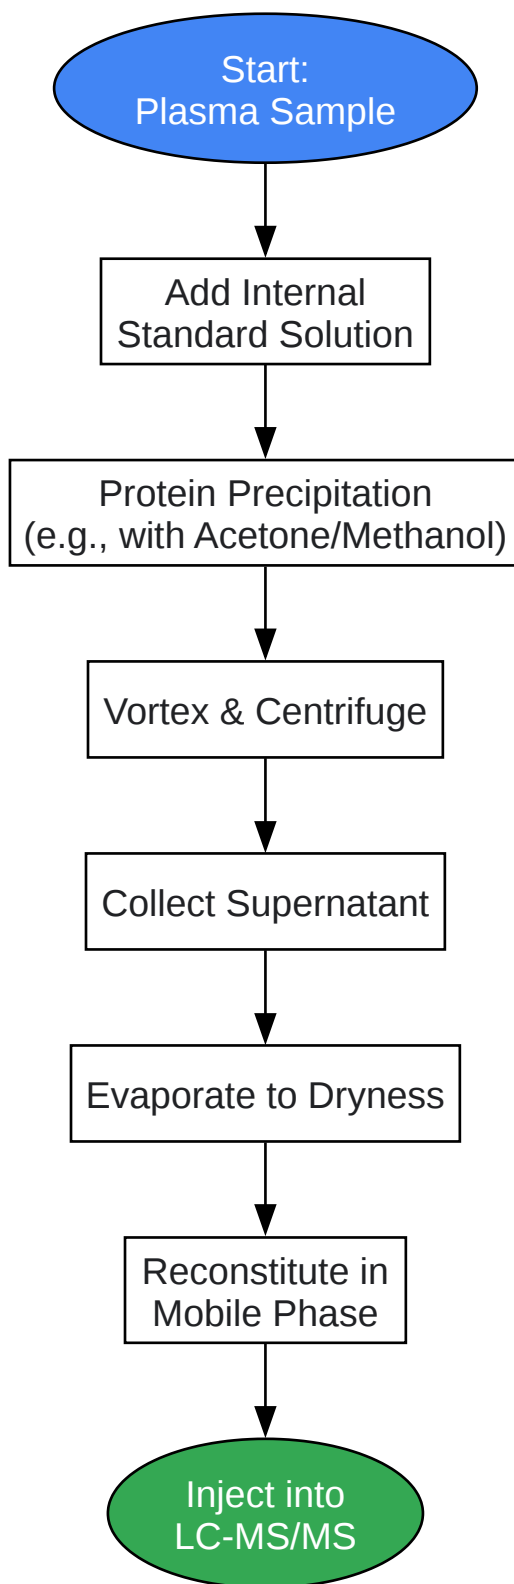 Start:
Plasma Sample
Add Internal
Standard Solution
Protein Precipitation
(e.g., with Acetone/Methanol)
Vortex & Centrifuge
Collect Supernatant
Evaporate to Dryness
Reconstitute in
Mobile Phase
Inject into
LC-MS/MS